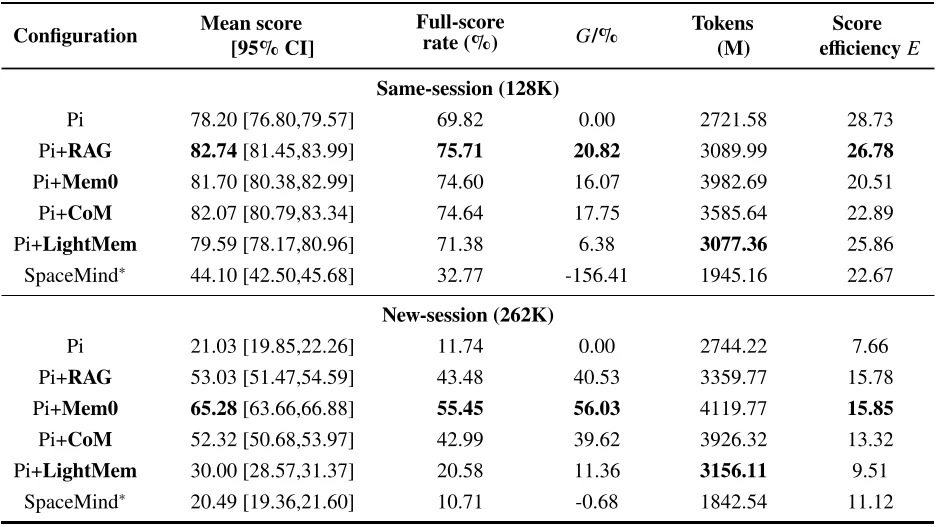 Configuration Mean score [95% CI] Full-score rate (%) G/% Tokens (M) Score efficiency E
Same-session (128K)
Pi 78.20 [76.80,79.57] 69.82 0.00 2721.58 28.73
Pi+RAG 82.74 [81.45,83.99] 75.71 20.82 3089.99 26.78
Pi+Mem0 81.70 [80.38,82.99] 74.60 16.07 3982.69 20.51
Pi+CoM 82.07 [80.79,83.34] 74.64 17.75 3585.64 22.89
Pi+LightMem 79.59 [78.17,80.96] 71.38 6.38 3077.36 25.86
SpaceMind* 44.10 [42.50,45.68] 32.77 -156.41 1945.16 22.67
New-session (262K)
Pi 21.03 [19.85,22.26] 11.74 0.00 2744.22 7.66
Pi+RAG 53.03 [51.47,54.59] 43.48 40.53 3359.77 15.78
Pi+Mem0 65.28 [63.66,66.88] 55.45 56.03 4119.77 15.85
Pi+CoM 52.32 [50.68,53.97] 42.99 39.62 3926.32 13.32
Pi+LightMem 30.00 [28.57,31.37] 20.58 11.36 3156.11 9.51
SpaceMind* 20.49 [19.36,21.60] 10.71 -0.68 1842.54 11.12